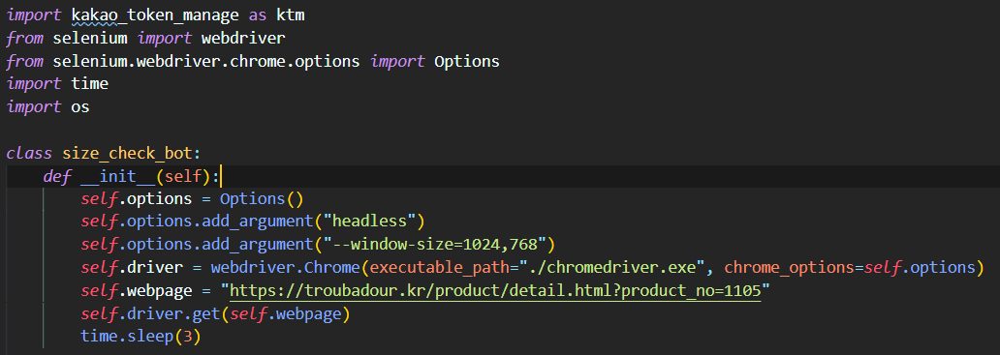 import kakao_token_manage as ktm
from selenium import webdriver
from selenium.webdriver.chrome.options import Options
import time
import os
class size_check_bot:
def __init__(self):
self.options = Options()
self.options.add_argument("headless")
self.options.add_argument("--window-size=1024,768")
self.driver = webdriver.Chrome(executable_path="./chromedriver.exe", chrome_options=self.options)
self.webpage = "https://troubadour.kr/product/detail.html?product_no=1105"
self.driver.get(self.webpage)
time.sleep(3)